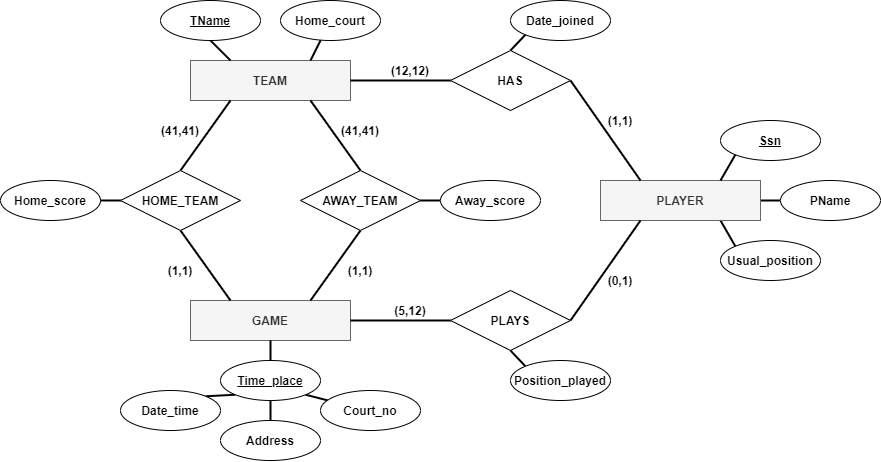 TName
Home_court
Date_joined
TEAM
(12,12)
HAS
(41,41)
(41,41)
(1,1)
Ssn
Home_score
HOME_TEAM
AWAY_TEAM
Away_score
PLAYER
PName
Usual_position
(1,1)
(1,1)
(0,1)
GAME
(5,12)
PLAYS
Time_place
Position_played
Date_time
Court_no
Address